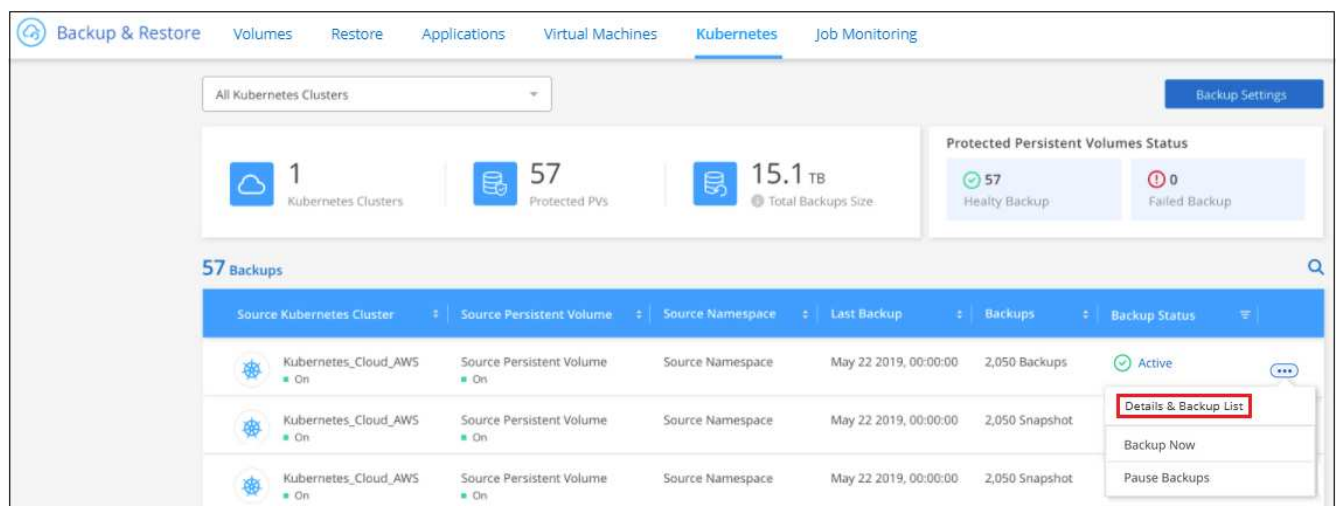 Backup & Restore Volumes Restore Applications Virtual Machines Kubernetes Job Monitoring
All Kubernetes Clusters
Backup Settings
Protected Persistent Volumes Status
1
Kubernetes Clusters
57
Protected PVs
15.1 TB
Total Backups Size
57
Healty Backup
0
Failed Backup
57 Backups
Source Kubernetes Cluster Source Persistent Volume Source Namespace Last Backup Backups Backup Status
Kubernetes_Cloud_AWS Source Persistent Volume Source Namespace May 22 2019, 00:00:00 2,050 Backups Active
On On
Details & Backup List
Kubernetes_Cloud_AWS Source Persistent Volume Source Namespace May 22 2019, 00:00:00 2,050 Snapshot
On On
Backup Now
Kubernetes_Cloud_AWS Source Persistent Volume Source Namespace May 22 2019, 00:00:00 2,050 Snapshot Pause Backups
On On